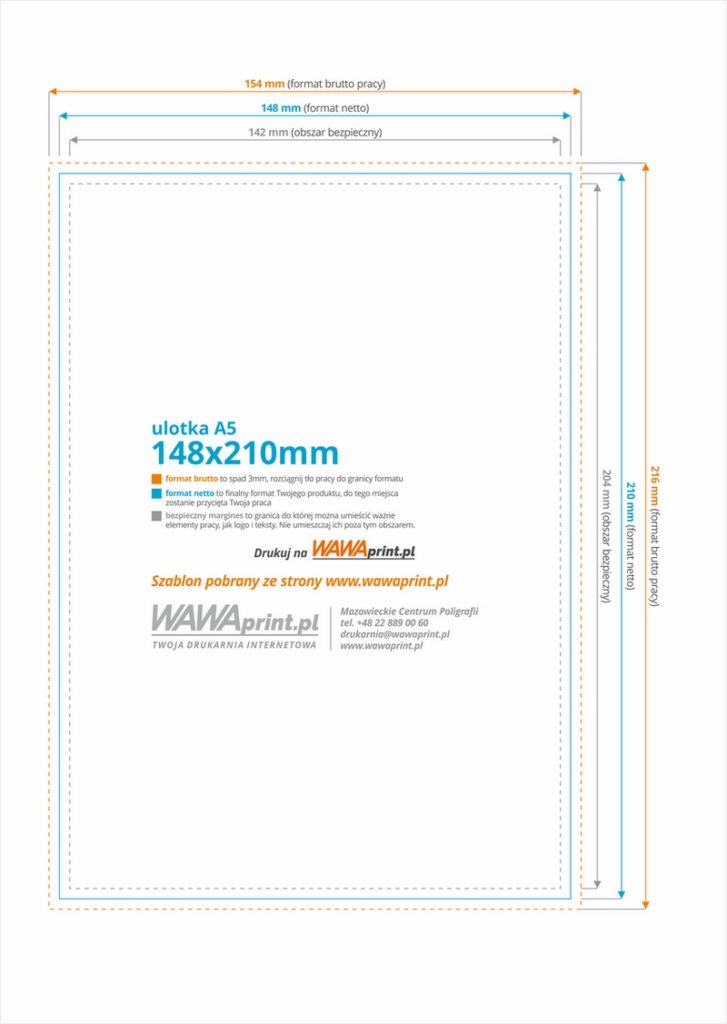 154 mm (format brutto pracy)
148 mm (format netto)
142 mm (obszar bezpieczny)
ulotka A5
148x210mm
format brutto to spad 3mm, rozciągnij tło pracy do granicy formatu
format netto to finalny format Twojego produktu, do tego miejsca
zostanie przycięta Twoja praca
bezpieczny margines to granica do której można umieścić ważne
elementy pracy, jak logo i teksty. Nie umieszczaj ich poza tym obszarem.
Drukuj na WAWAprint.pl
Szablon pobrany ze strony www.wawaprint.pl
WAWAprint.pl
TWOJA DRUKARNIA INTERNETOWA
Mazowieckie Centrum Poligrafii
tel. +48 22 889 00 60
drukarnia@wawaprint.pl
www.wawaprint.pl
204 mm (obszar bezpieczny)
210 mm (format netto)
216 mm (format brutto pracy)